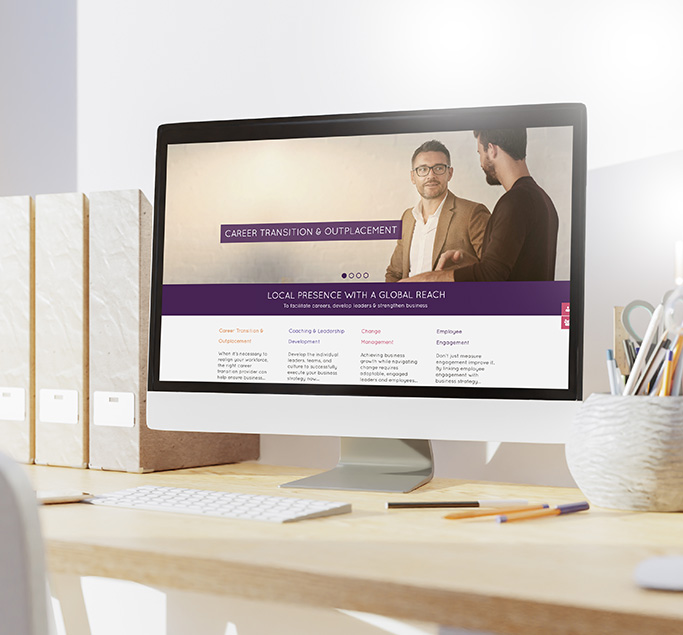 CAREER TRANSITION & OUTPLACEMENT
LOCAL PRESENCE WITH A GLOBAL REACH
To facilitate careers, develop leaders & strengthen business
Career Transition &
Outplacement
When it's necessary to
realign your workforce,
the right career
transition provider can
help ensure business...
Coaching & Leadership
Development
Develop the individual
leaders, teams, and
culture to successfully
execute your business
strategy now...
Change
Management
Achieving business
growth while navigating
change requires
adaptable, engaged
leaders and employees...
Employee
Engagement
Don't just measure
engagement improve it.
By linking employee
engagement with
business strategy...